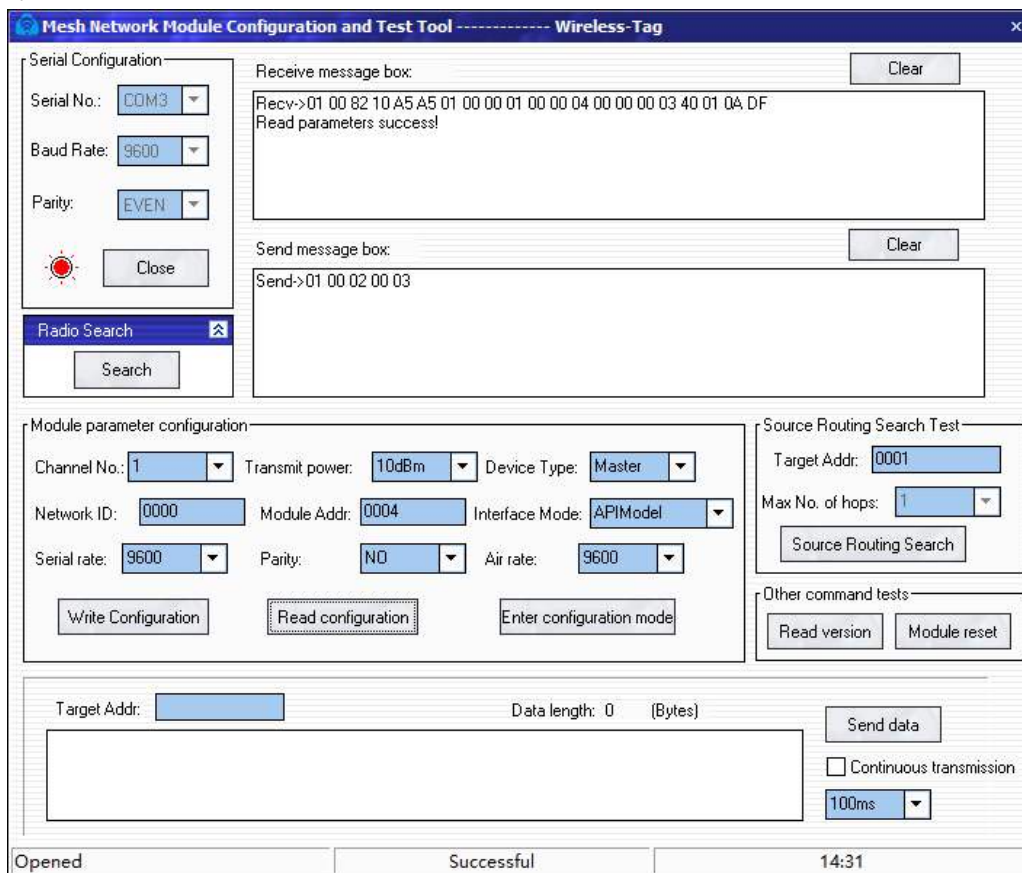 Mesh Network Module Configuration and Test Tool ------------- Wireless-Tag
Serial Configuration
Serial No.: COM3
Baud Rate: 9600
Parity: EVEN
Close
Radio Search
Search
Receive message box:
Clear
Recv->01 00 82 10 A5 A5 01 00 00 01 00 00 04 00 00 00 03 40 01 0A DF
Read parameters success!
Send message box:
Clear
Send->01 00 02 00 03
Module parameter configuration
Channel No.: 1 Transmit power: 10dBm Device Type: Master
Network ID: 0000 Module Addr: 0004 Interface Mode: APIModel
Serial rate: 9600 Parity: NO Air rate: 9600
Write Configuration Read configuration Enter configuration mode
Source Routing Search Test
Target Addr: 0001
Max No. of hops: 1
Source Routing Search
Other command tests
Read version Module reset
Target Addr: Data length: 0 (Bytes)
Send data
Continuous transmission
100ms
Opened Successful 14:31